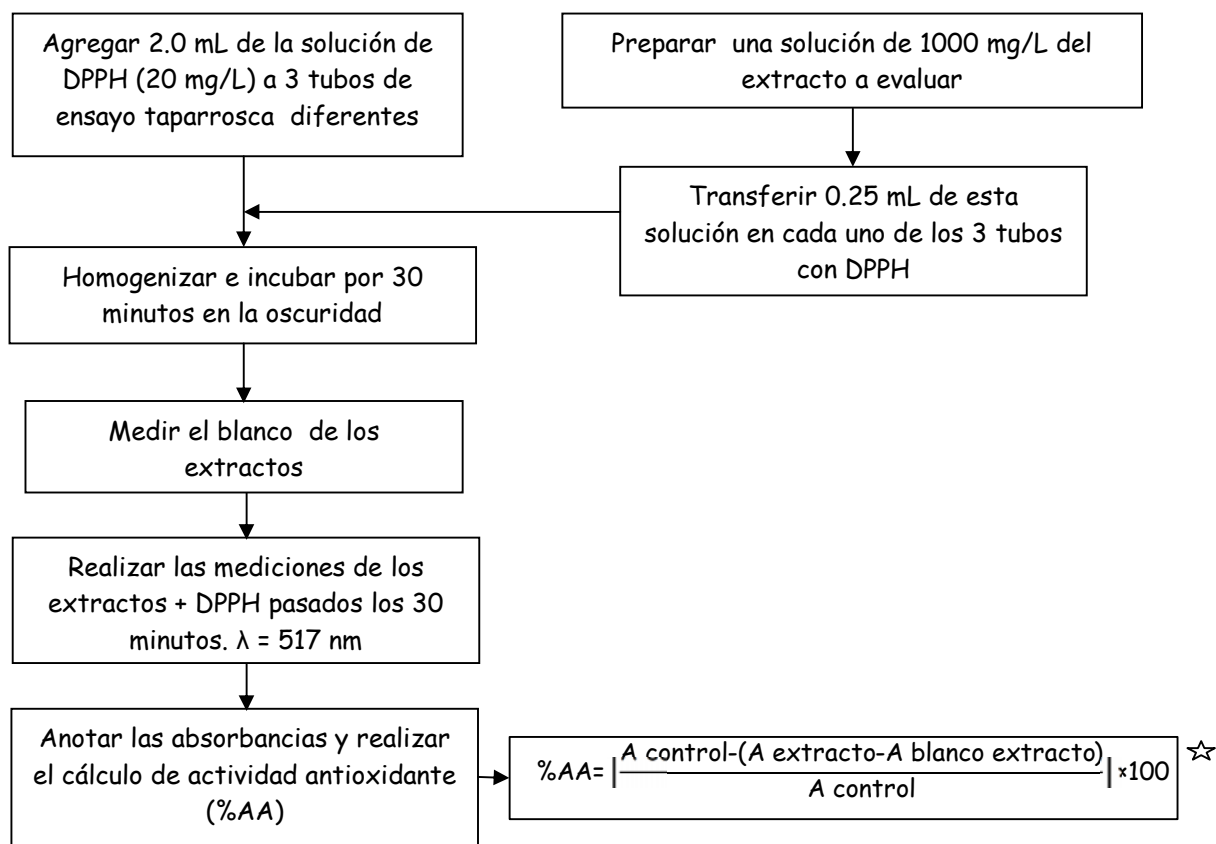 Agregar 2.0 mL de la solución de
DPPH (20 mg/L) a 3 tubos de
ensayo taparrosca diferentes
Preparar una solución de 1000 mg/L del
extracto a evaluar
Transferir 0.25 mL de esta
solución en cada uno de los 3 tubos
con DPPH
Homogenizar e incubar por 30
minutos en la oscuridad
Medir el blanco de los
extractos
Realizar las mediciones de los
extractos + DPPH pasados los 30
minutos. λ = 517 nm
Anotar las absorbancias y realizar
el cálculo de actividad antioxidante
(%AA)
%AA= |A control-(A extracto-A blanco extracto)| ×100
A control